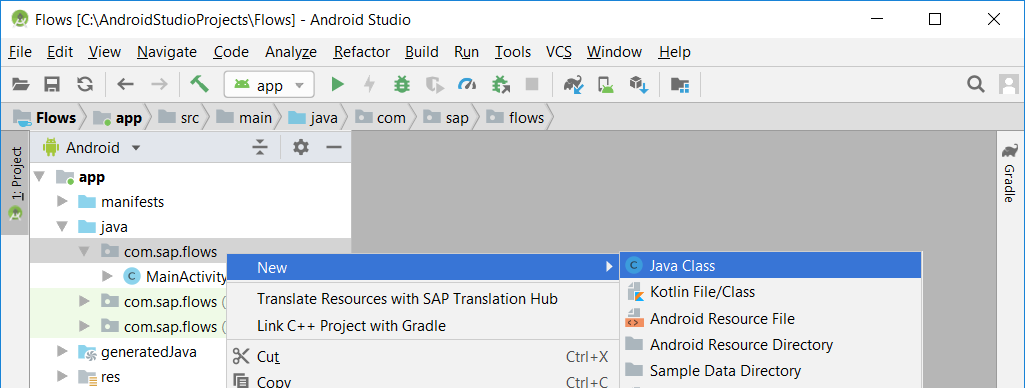 Flows [C:\AndroidStudioProjects\Flows] - Android Studio
File Edit View Navigate Code Analyze Refactor Build Run Tools VCS Window Help
app
Flows app src main java com sap flows
1: Project
Android
Gradle
app
manifests
java
com.sap.flows
MainActivity
com.sap.flows (
com.sap.flows (
generatedJava
res
New
Translate Resources with SAP Translation Hub
Link C++ Project with Gradle
Cut Ctrl+X
Copy Ctrl+C
Java Class
Kotlin File/Class
Android Resource File
Android Resource Directory
Sample Data Directory